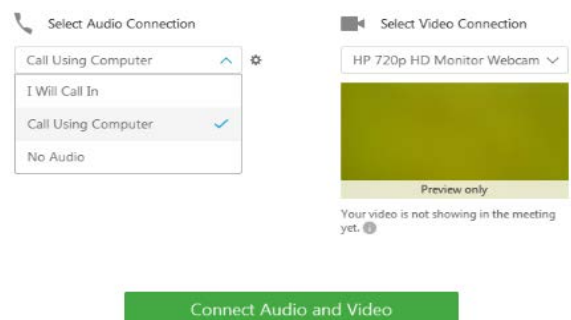 Select Audio Connection
Call Using Computer
I Will Call In
Call Using Computer
No Audio
Select Video Connection
HP 720p HD Monitor Webcam
Preview only
Your video is not showing in the meeting
yet.
Connect Audio and Video